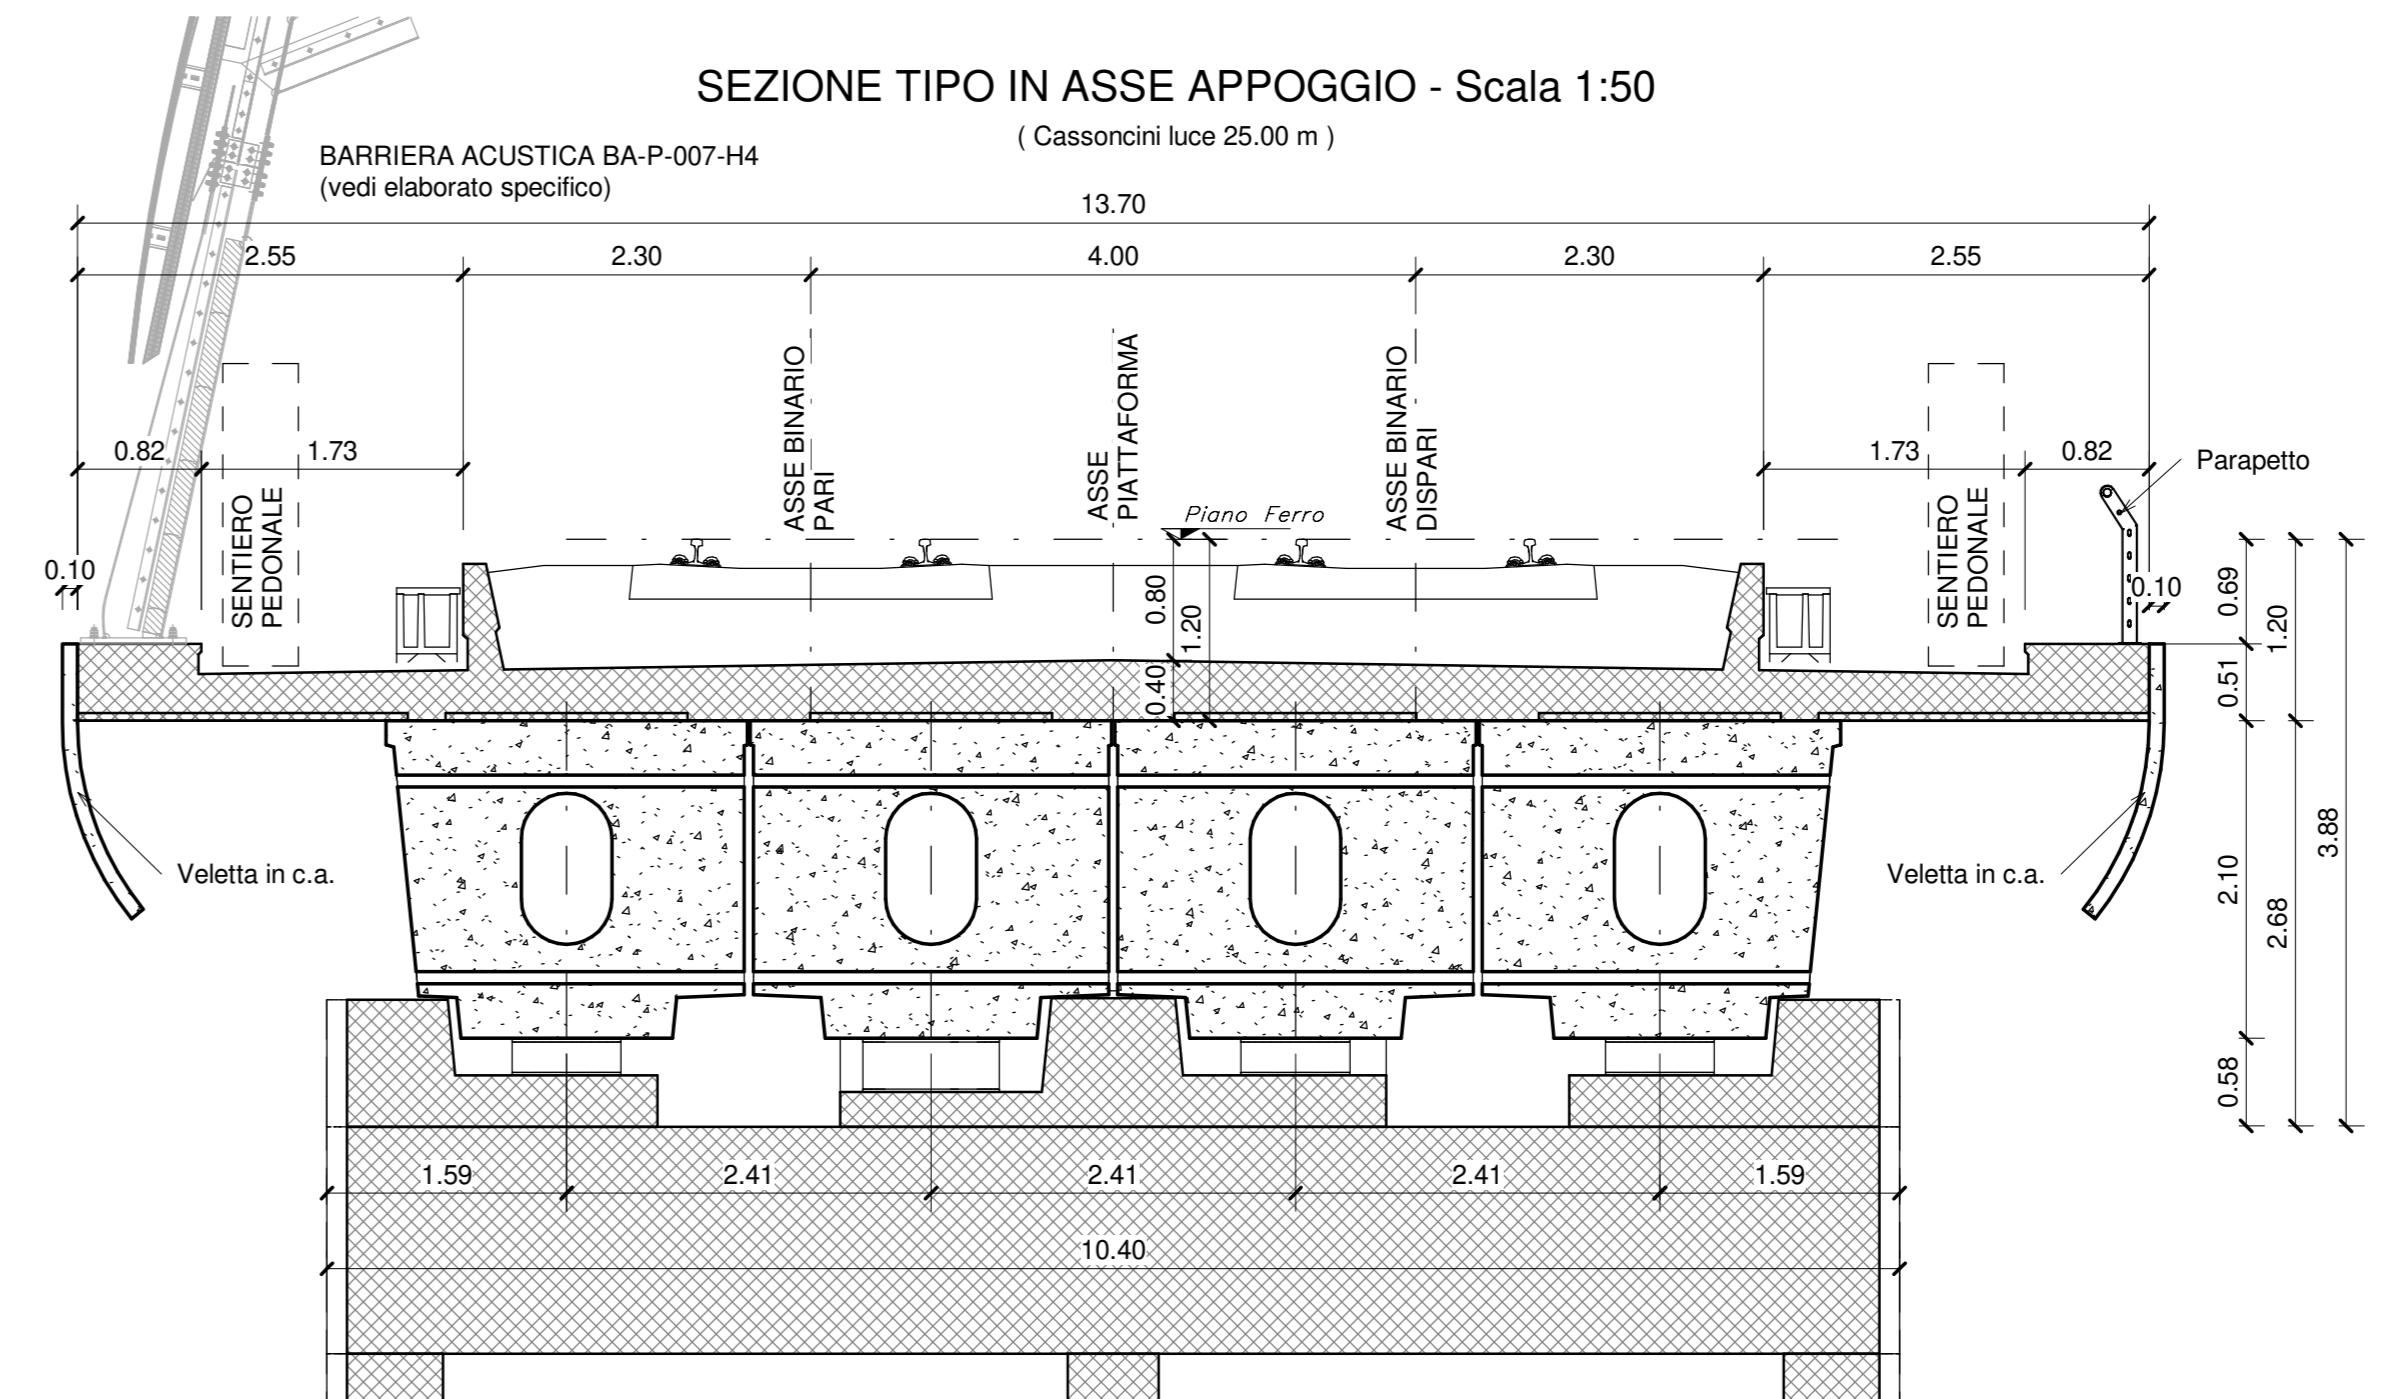 SEZIONE TIPO IN ASSE APPOGGIO - Scala 1:50
( Cassoncini luce 25.00 m )
BARRIERA ACUSTICA BA-P-007-H4
(vedi elaborato specifico)
13.70
2.55
2.30
4.00
2.30
2.55
ASSE BINARIO
PARI
ASSE
PIATTAFORMA
ASSE BINARIO
DISPARI
0.82
1.73
1.73
0.82
Parapetto
SENTIERO
PEDONALE
Piano Ferro
SENTIERO
PEDONALE
0.10
0.10
0.80
1.20
0.40
0.69
1.20
0.51
3.88
2.10
2.68
0.58
Veletta in c.a.
Veletta in c.a.
1.59
2.41
2.41
2.41
1.59
10.40